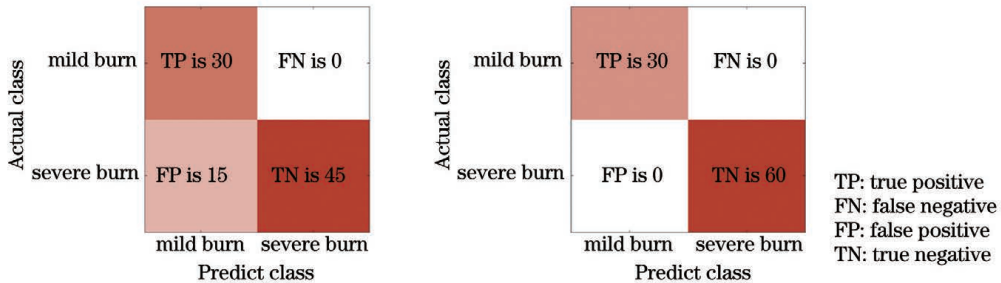 mild burn
TP is 30
FN is 0
Actual class
severe burn
FP is 15
TN is 45
mild burn
severe burn
Predict class
mild burn
TP is 30
FN is 0
Actual class
severe burn
FP is 0
TN is 60
mild burn
severe burn
Predict class
TP: true positive
FN: false negative
FP: false positive
TN: true negative